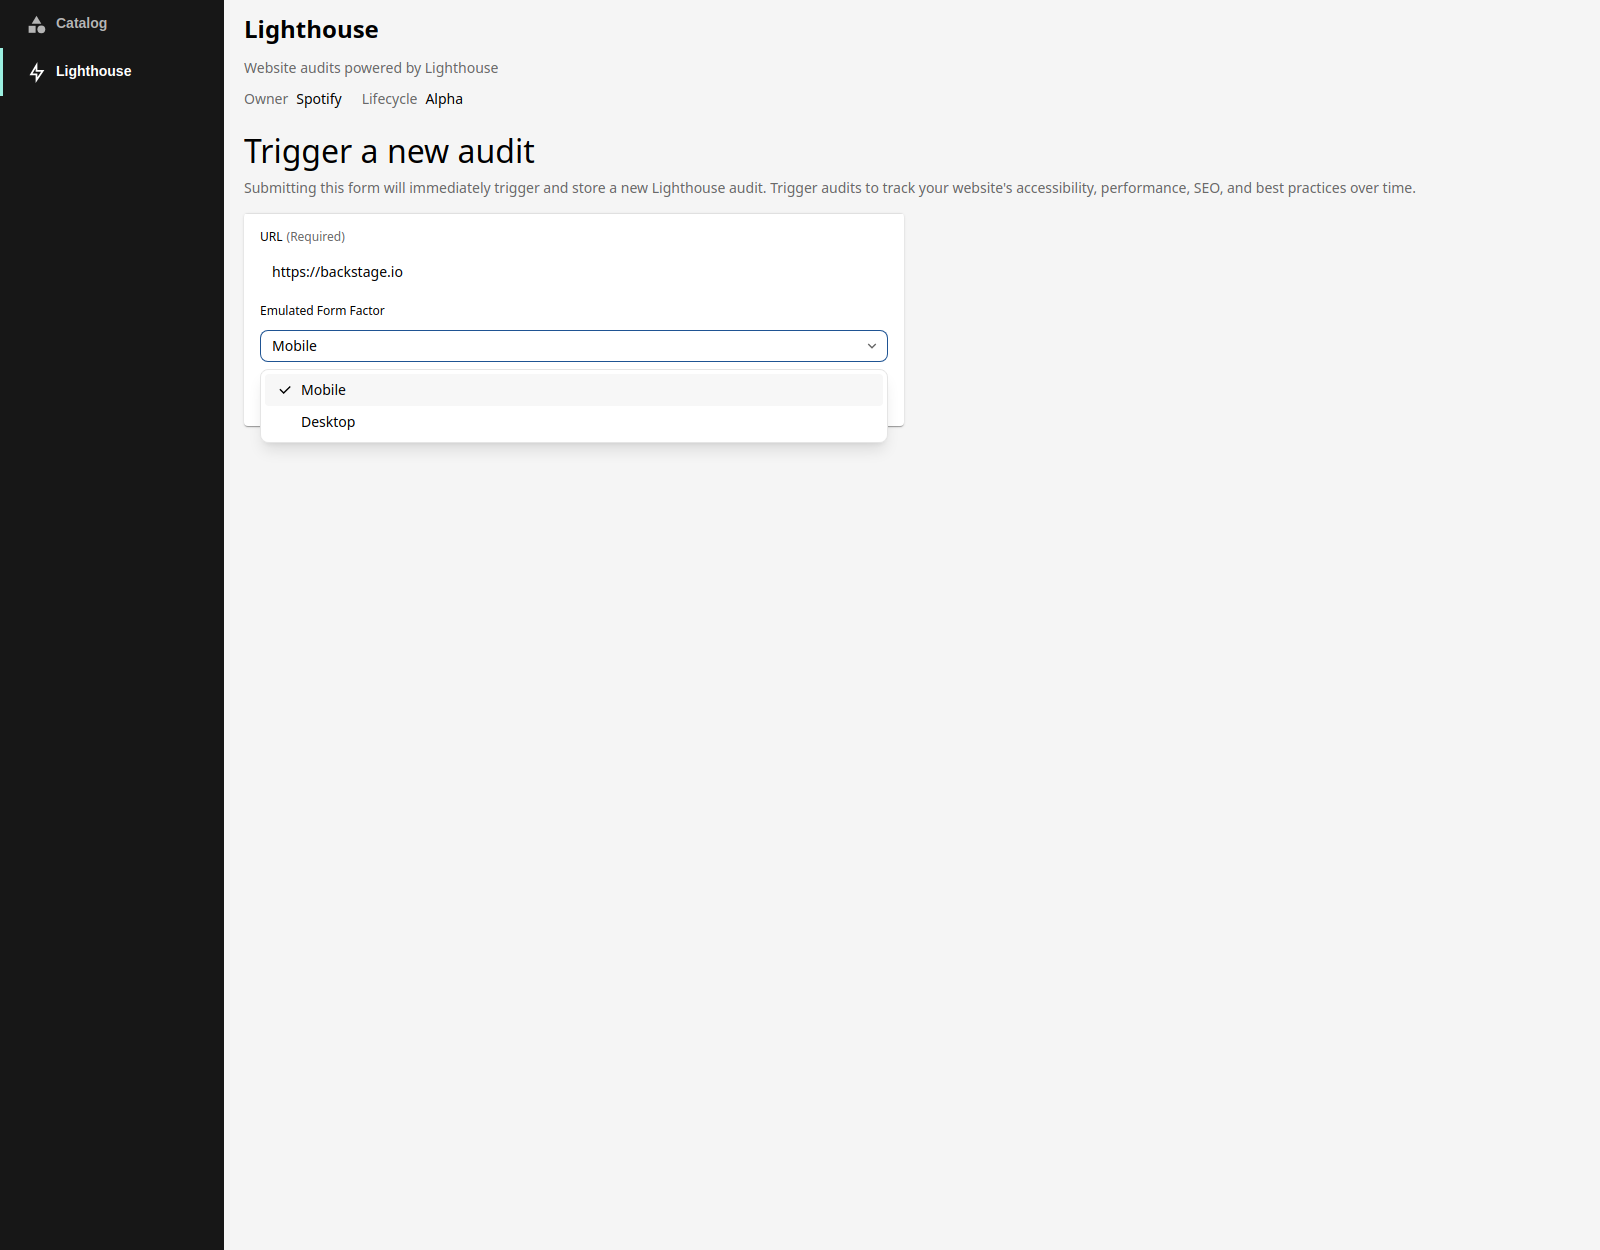 Catalog
Lighthouse
Lighthouse
Website audits powered by Lighthouse
Owner Spotify Lifecycle Alpha
Trigger a new audit
Submitting this form will immediately trigger and store a new Lighthouse audit. Trigger audits to track your website's accessibility, performance, SEO, and best practices over time.
URL (Required)
https://backstage.io
Emulated Form Factor
Mobile
Mobile
Desktop